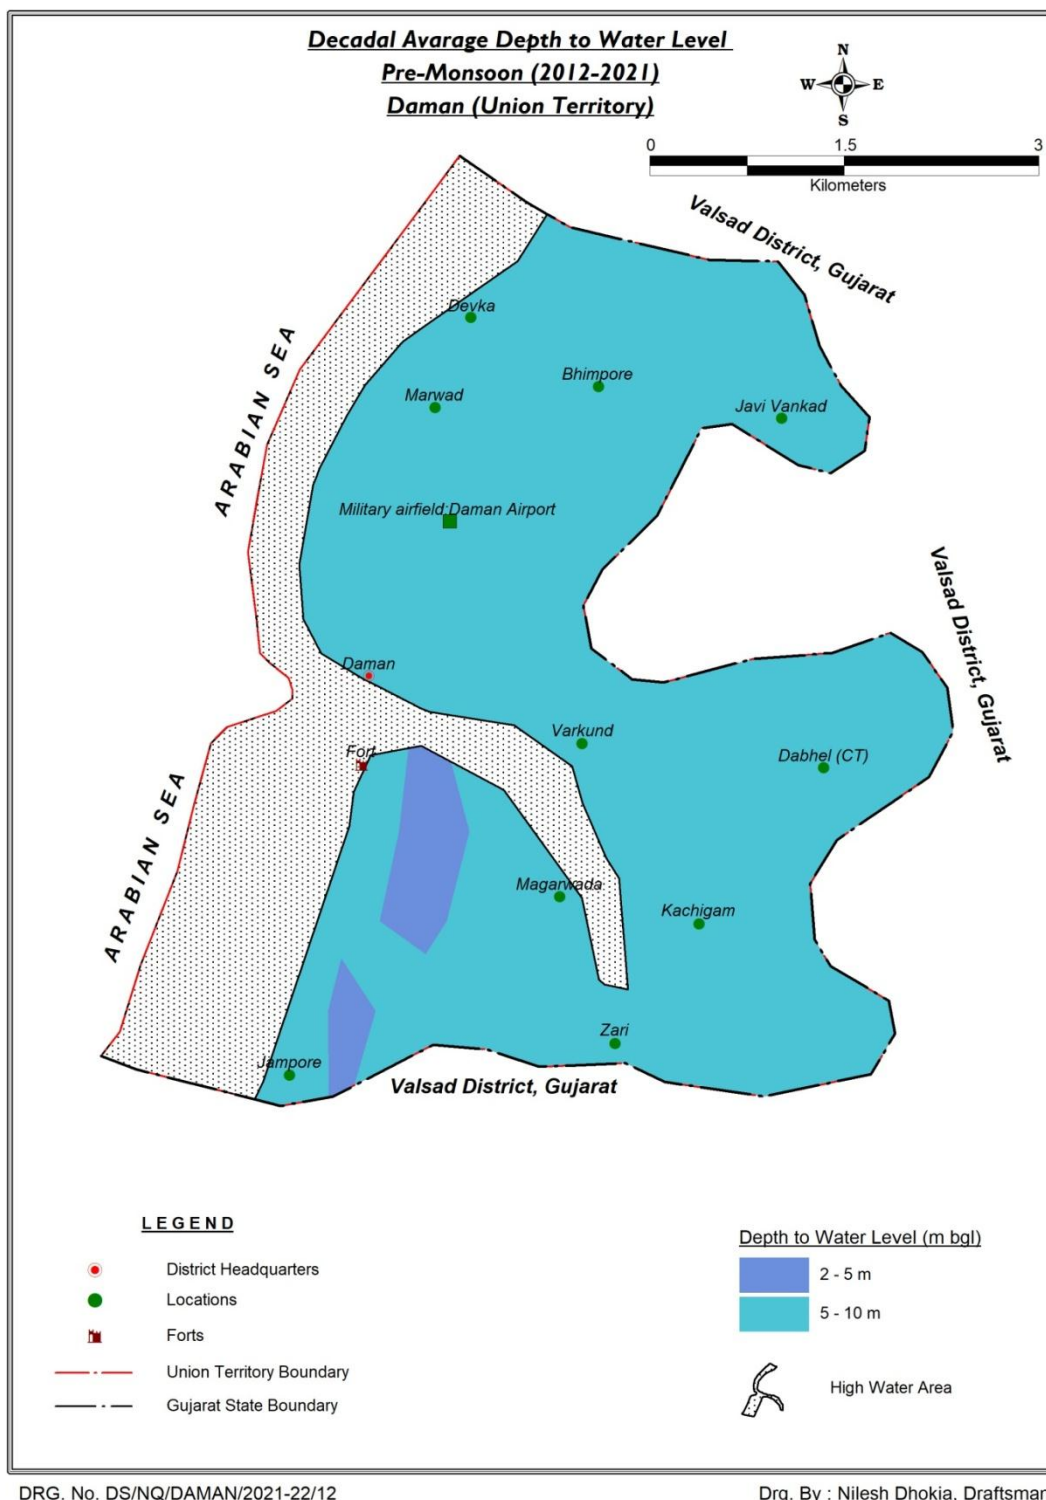 Decadal Avarage Depth to Water Level
Pre-Monsoon (2012-2021)
Daman (Union Territory)
N
W E
S
0 1.5 3
Kilometers
Valsad District, Gujarat
Devka
ARABIAN SEA
Bhimpore
Marwad
Javi Vankad
Military airfield:Daman Airport
Valsad District, Gujarat
Daman
Varkund
Fort
Dabhel (CT)
ARABIAN SEA
Magarwada
Kachigam
Zari
Jampore
Valsad District, Gujarat
LEGEND
District Headquarters
Locations
Forts
Union Territory Boundary
Gujarat State Boundary
Depth to Water Level (m bgl)
2 - 5 m
5 - 10 m
High Water Area
DRG. No. DS/NQ/DAMAN/2021-22/12
Drg. By : Nilesh Dhokia, Draftsman